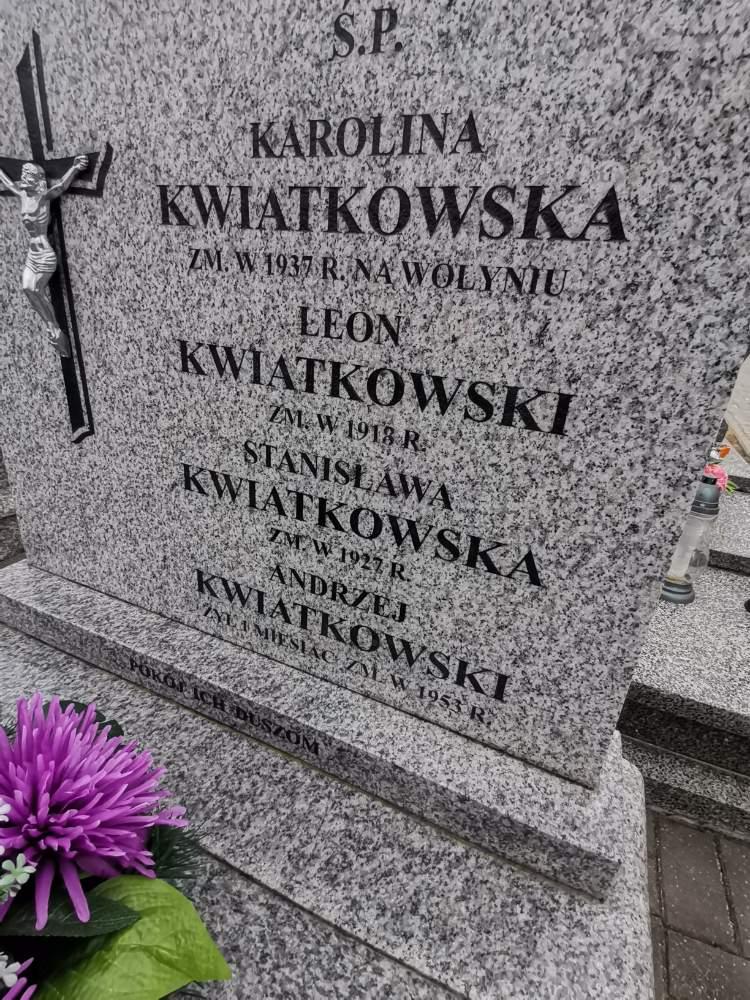 Ś.P.
KAROLINA
KWIATKOWSKA
ZM. W 1937 R. NA WOŁYNIU
LEON
KWIATKOWSKI
ZM. W 1918 R.
STANISŁAWA
KWIATKOWSKA
ZM. W 1927 R.
ANDRZEJ
KWIATKOWSKI
ŻYŁ 1 MIESIĄC ZM. W 1953 R.
POKÓJ ICH DUSZOM